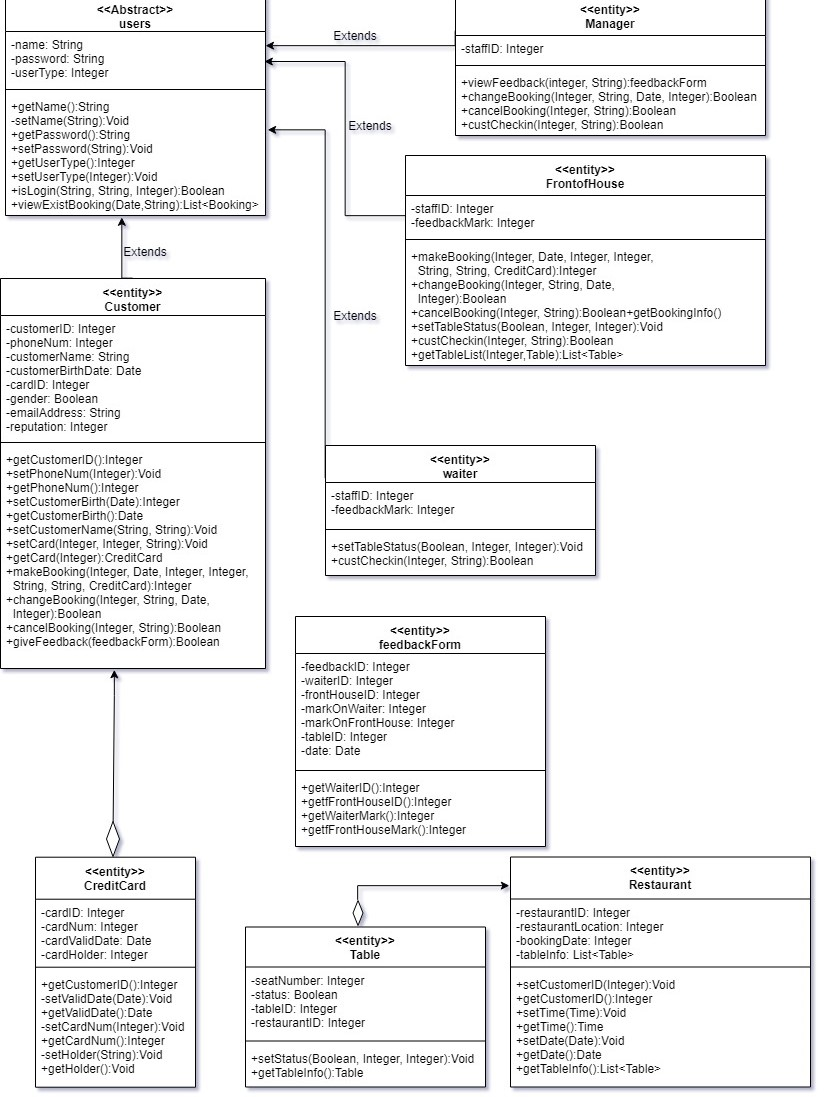 <<Abstract>>
users
-name: String
-password: String
-userType: Integer
+getName():String
-setName(String):Void
+getPassword():String
+setPassword(String):Void
+getUserType():Integer
+setUserType(Integer):Void
+isLogin(String, String, Integer):Boolean
+viewExistBooking(Date,String):List<Booking>
Extends
<<entity>>
Manager
-staffID: Integer
+viewFeedback(integer, String):feedbackForm
+changeBooking(Integer, String, Date, Integer):Boolean
+cancelBooking(Integer, String):Boolean
+custCheckin(Integer, String):Boolean
Extends
<<entity>>
FrontofHouse
-staffID: Integer
-feedbackMark: Integer
+makeBooking(Integer, Date, Integer, Integer,
String, String, CreditCard):Integer
+changeBooking(Integer, String, Date,
Integer):Boolean
+cancelBooking(Integer, String):Boolean+getBookingInfo()
+setTableStatus(Boolean, Integer, Integer):Void
+custCheckin(Integer, String):Boolean
+getTableList(Integer,Table):List<Table>
Extends
<<entity>>
Customer
-customerID: Integer
-phoneNum: Integer
-customerName: String
-customerBirthDate: Date
-cardID: Integer
-gender: Boolean
-emailAddress: String
-reputation: Integer
+getCustomerID():Integer
+setPhoneNum(Integer):Void
+getPhoneNum():Integer
+setCustomerBirth(Date):Integer
+getCustomerBirth():Date
+setCustomerName(String, String):Void
+setCard(Integer, Integer, String):Void
+getCard(Integer):CreditCard
+makeBooking(Integer, Date, Integer, Integer,
String, String, CreditCard):Integer
+changeBooking(Integer, String, Date,
Integer):Boolean
+cancelBooking(Integer, String):Boolean
+giveFeedback(feedbackForm):Boolean
Extends
<<entity>>
waiter
-staffID: Integer
-feedbackMark: Integer
+setTableStatus(Boolean, Integer, Integer):Void
+custCheckin(Integer, String):Boolean
<<entity>>
feedbackForm
-feedbackID: Integer
-waiterID: Integer
-frontHouseID: Integer
-markOnWaiter: Integer
-markOnFrontHouse: Integer
-tableID: Integer
-date: Date
+getWaiterID():Integer
+getfFrontHouseID():Integer
+getWaiterMark():Integer
+getfFrontHouseMark():Integer
<<entity>>
CreditCard
-cardID: Integer
-cardNum: Integer
-cardValidDate: Date
-cardHolder: Integer
+getCustomerID():Integer
-setValidDate(Date):Void
+getValidDate():Date
-setCardNum(Integer):Void
+getCardNum():Integer
-setHolder(String):Void
+getHolder():Void
<<entity>>
Table
-seatNumber: Integer
-status: Boolean
-tableID: Integer
-restaurantID: Integer
+setStatus(Boolean, Integer, Integer):Void
+getTableInfo():Table
<<entity>>
Restaurant
-restaurantID: Integer
-restaurantLocation: Integer
-bookingDate: Integer
-tableInfo: List<Table>
+setCustomerID(Integer):Void
+getCustomerID():Integer
+setTime(Time):Void
+getTime():Time
+setDate(Date):Void
+getDate():Date
+getTableInfo():List<Table>